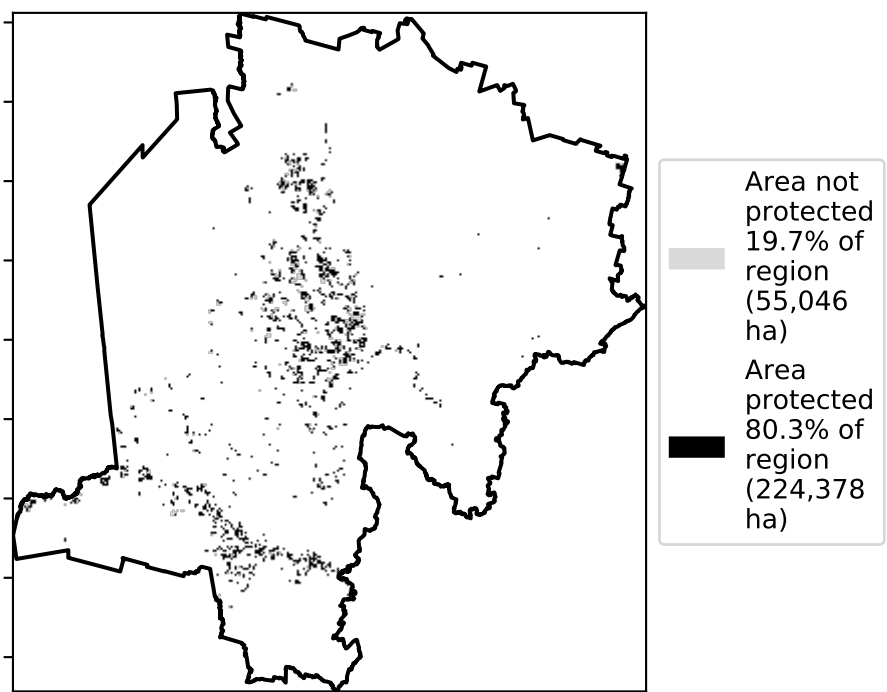 Area not
protected
19.7% of
region
(55,046
ha)
Area
protected
80.3% of
region
(224,378
ha)